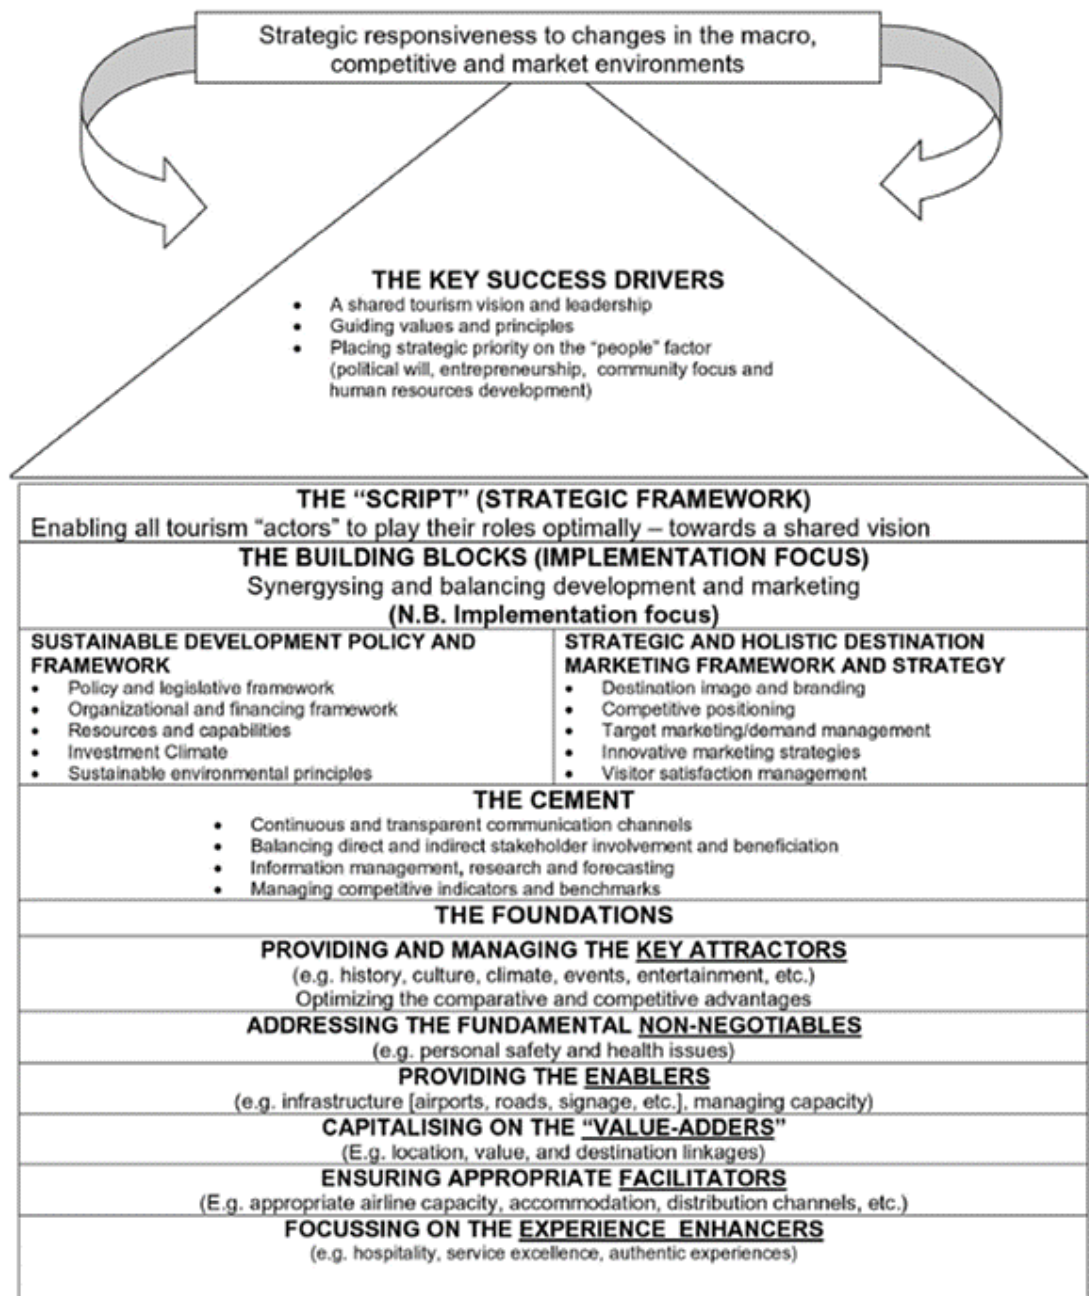 Strategic responsiveness to changes in the macro,
competitive and market environments
THE KEY SUCCESS DRIVERS
• A shared tourism vision and leadership
• Guiding values and principles
• Placing strategic priority on the “people” factor
(political will, entrepreneurship, community focus and
human resources development)
THE “SCRIPT” (STRATEGIC FRAMEWORK)
Enabling all tourism “actors” to play their roles optimally – towards a shared vision
THE BUILDING BLOCKS (IMPLEMENTATION FOCUS)
Synergysing and balancing development and marketing
(N.B. Implementation focus)
SUSTAINABLE DEVELOPMENT POLICY AND
FRAMEWORK
• Policy and legislative framework
• Organizational and financing framework
• Resources and capabilities
• Investment Climate
• Sustainable environmental principles
STRATEGIC AND HOLISTIC DESTINATION
MARKETING FRAMEWORK AND STRATEGY
• Destination image and branding
• Competitive positioning
• Target marketing/demand management
• Innovative marketing strategies
• Visitor satisfaction management
THE CEMENT
• Continuous and transparent communication channels
• Balancing direct and indirect stakeholder involvement and beneficiation
• Information management, research and forecasting
• Managing competitive indicators and benchmarks
THE FOUNDATIONS
PROVIDING AND MANAGING THE KEY ATTRACTORS
(e.g. history, culture, climate, events, entertainment, etc.)
Optimizing the comparative and competitive advantages
ADDRESSING THE FUNDAMENTAL NON-NEGOTIABLES
(e.g. personal safety and health issues)
PROVIDING THE ENABLERS
(e.g. infrastructure [airports, roads, signage, etc.], managing capacity)
CAPITALISING ON THE “VALUE-ADDERS”
(E.g. location, value, and destination linkages)
ENSURING APPROPRIATE FACILITATORS
(E.g. appropriate airline capacity, accommodation, distribution channels, etc.)
FOCUSSING ON THE EXPERIENCE ENHANCERS
(e.g. hospitality, service excellence, authentic experiences)